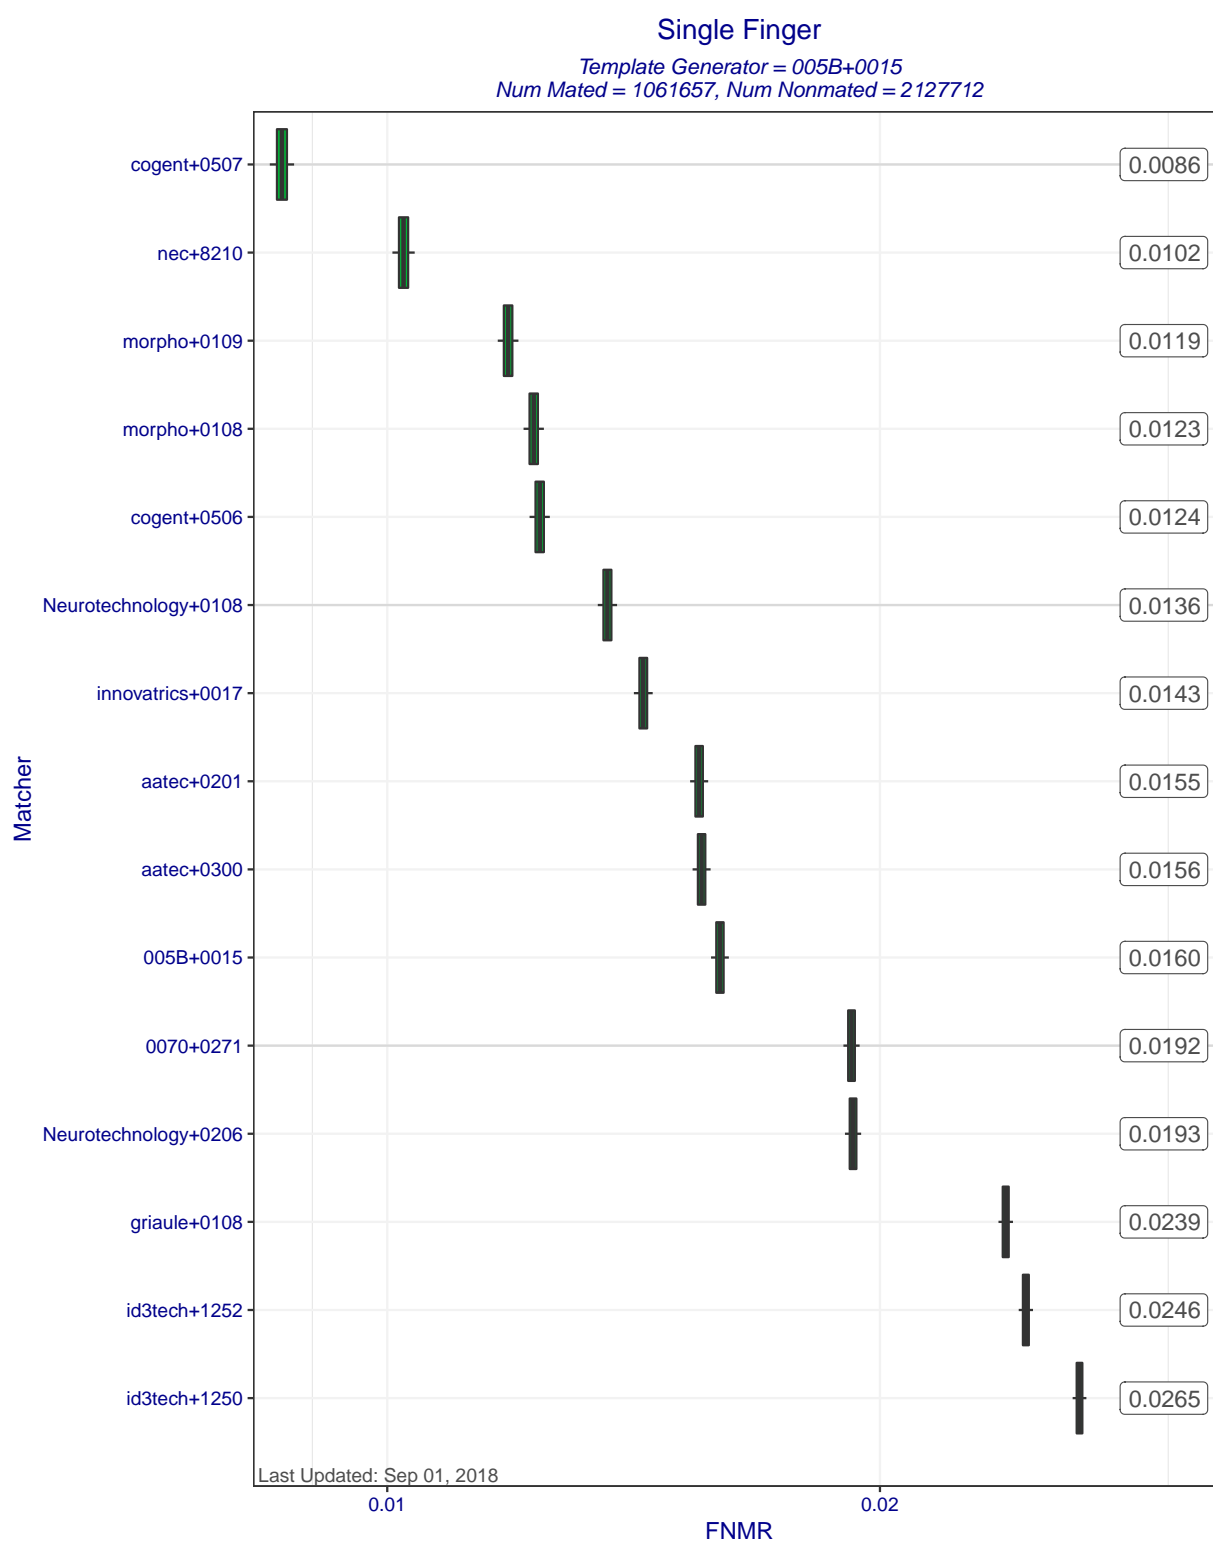 Single Finger
Template Generator = 005B+0015
Num Mated = 1061657, Num Nonmated = 2127712
cogent+0507 0.0086
nec+8210 0.0102
morpho+0109 0.0119
morpho+0108 0.0123
cogent+0506 0.0124
Neurotechnology+0108 0.0136
innovatrics+0017 0.0143
aatec+0201 0.0155
aatec+0300 0.0156
005B+0015 0.0160
0070+0271 0.0192
Neurotechnology+0206 0.0193
griaule+0108 0.0239
id3tech+1252 0.0246
id3tech+1250 0.0265
Matcher
Last Updated: Sep 01, 2018
0.01 0.02
FNMR